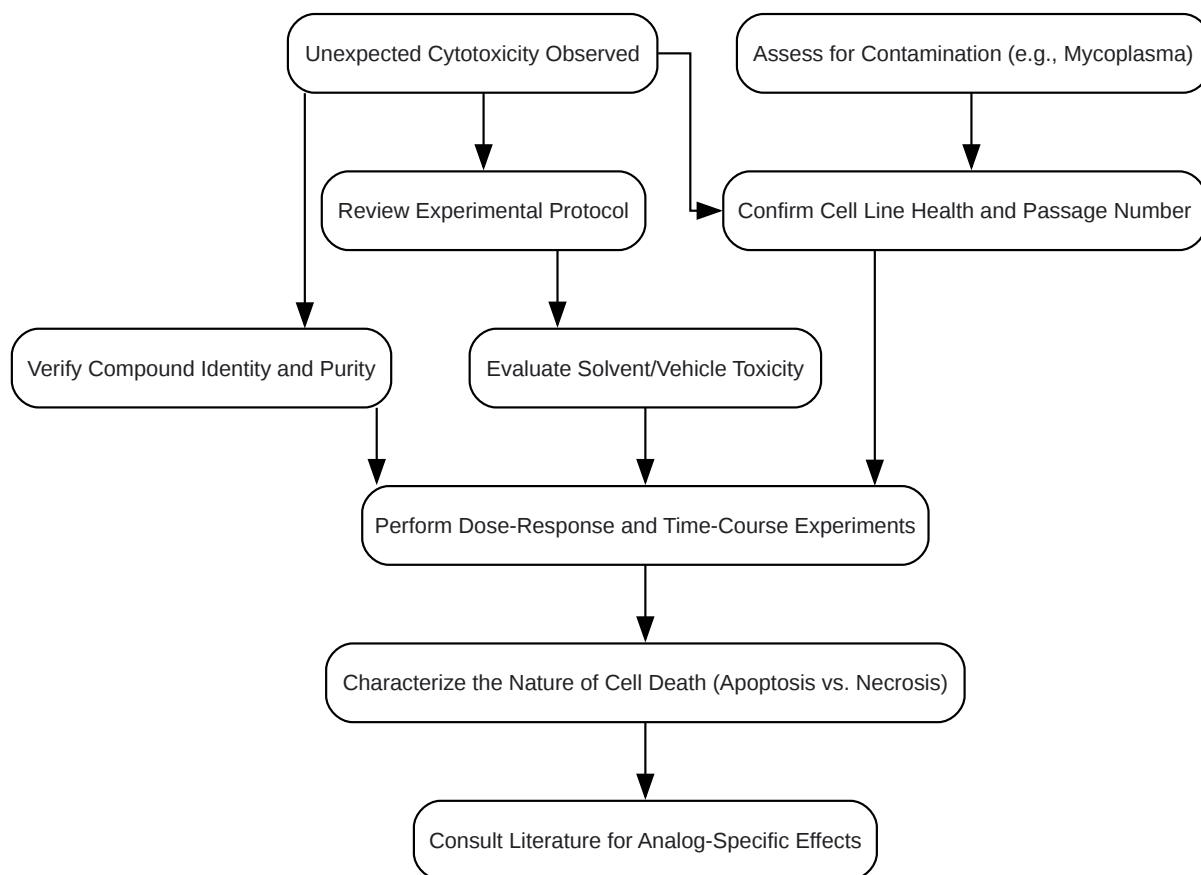 Unexpected Cytotoxicity Observed
Assess for Contamination (e.g., Mycoplasma)
Review Experimental Protocol
Confirm Cell Line Health and Passage Number
Verify Compound Identity and Purity
Evaluate Solvent/Vehicle Toxicity
Perform Dose-Response and Time-Course Experiments
Characterize the Nature of Cell Death (Apoptosis vs. Necrosis)
Consult Literature for Analog-Specific Effects